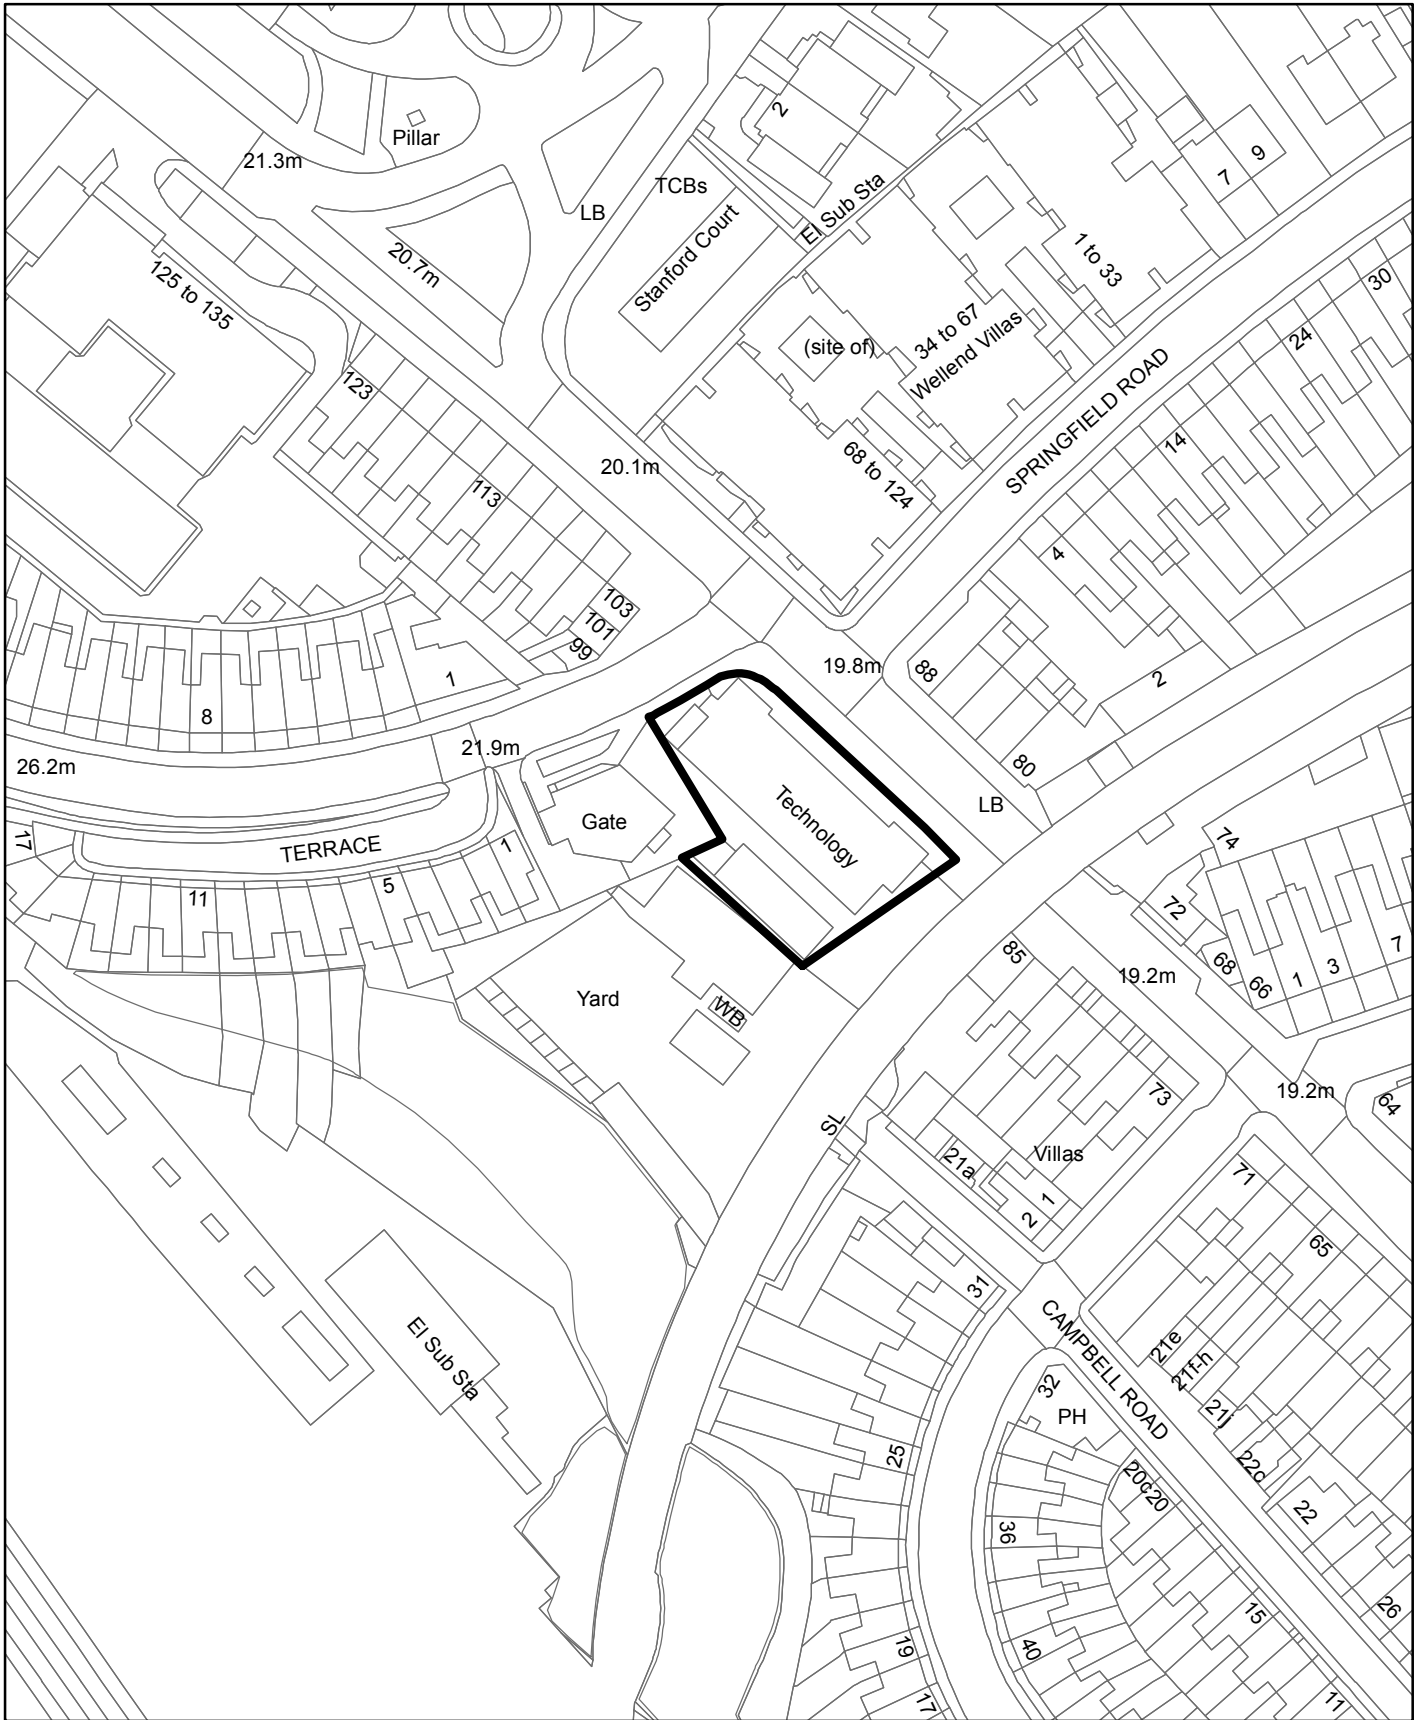 2
Pillar
21.3m
9
7
TCBs
LB
El Sub Sta
Stanford Court
20.7m
1 to 33
125 to 135
30
34 to 67
Wellend Villas
(site of)
24
123
SPRINGFIELD ROAD
14
20.1m
68 to 124
113
4
103
101
99
19.8m
88
2
1
8
21.9m
26.2m
80
LB
Gate
Technology
17
TERRACE
1
74
11
5
72
85
68
66
1
3
7
19.2m
Yard
WB
73
19.2m
64
SL
21a
Villas
1
2
71
65
31
CAMPBELL ROAD
El Sub Sta
21e
21f-h
32
PH
21j
25
22c
20c
20
22
36
15
26
19
40
17
11